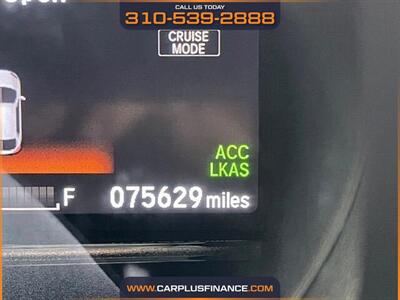 CALL US TODAY
310-539-2888
CRUISE
MODE
ACC
LKAS
F 075629 miles
WWW.CARPLUSFINANCE.COM